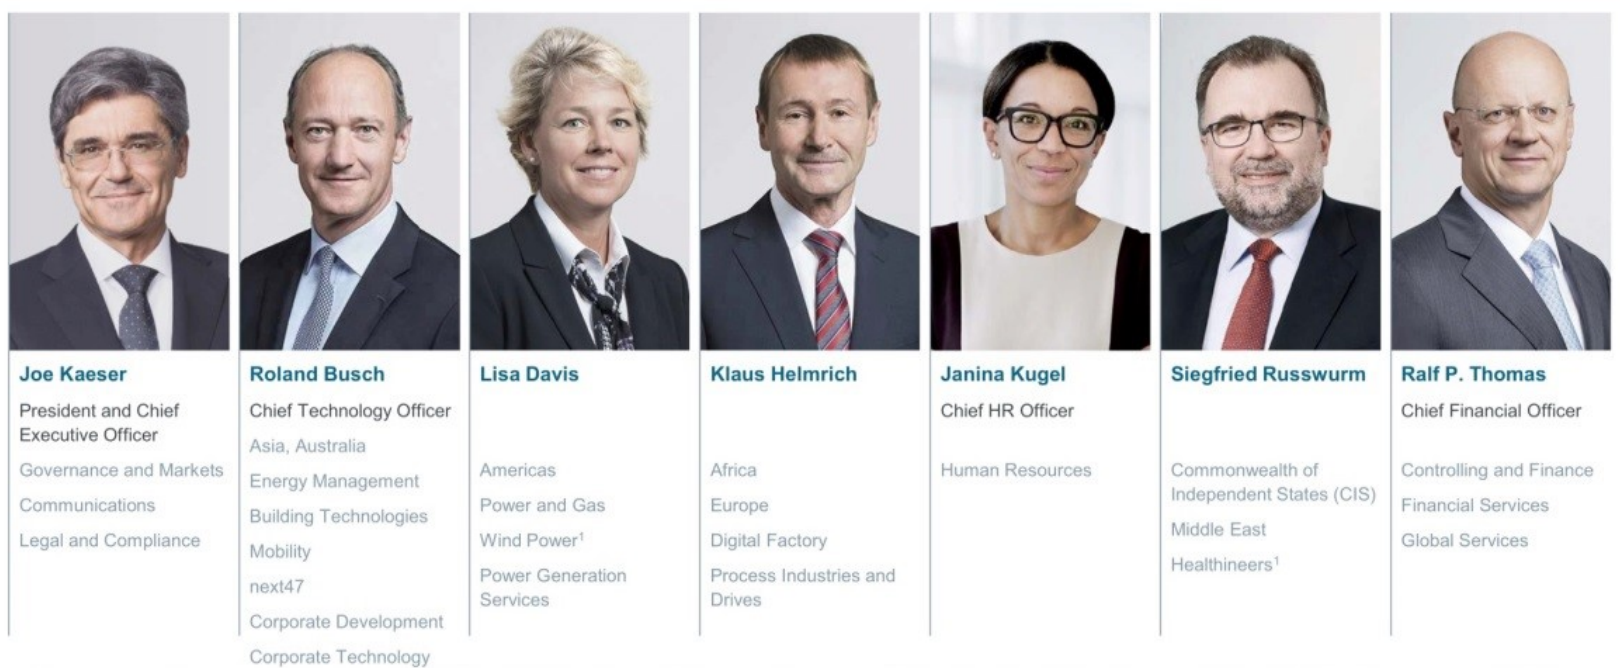 Joe Kaeser
President and Chief
Executive Officer
Governance and Markets
Communications
Legal and Compliance
Roland Busch
Chief Technology Officer
Asia, Australia
Energy Management
Building Technologies
Mobility
next47
Corporate Development
Corporate Technology
Lisa Davis
Americas
Power and Gas
Wind Power¹
Power Generation
Services
Klaus Helmrich
Africa
Europe
Digital Factory
Process Industries and
Drives
Janina Kugel
Chief HR Officer
Human Resources
Siegfried Russwurm
Commonwealth of
Independent States (CIS)
Middle East
Healthineers¹
Ralf P. Thomas
Chief Financial Officer
Controlling and Finance
Financial Services
Global Services